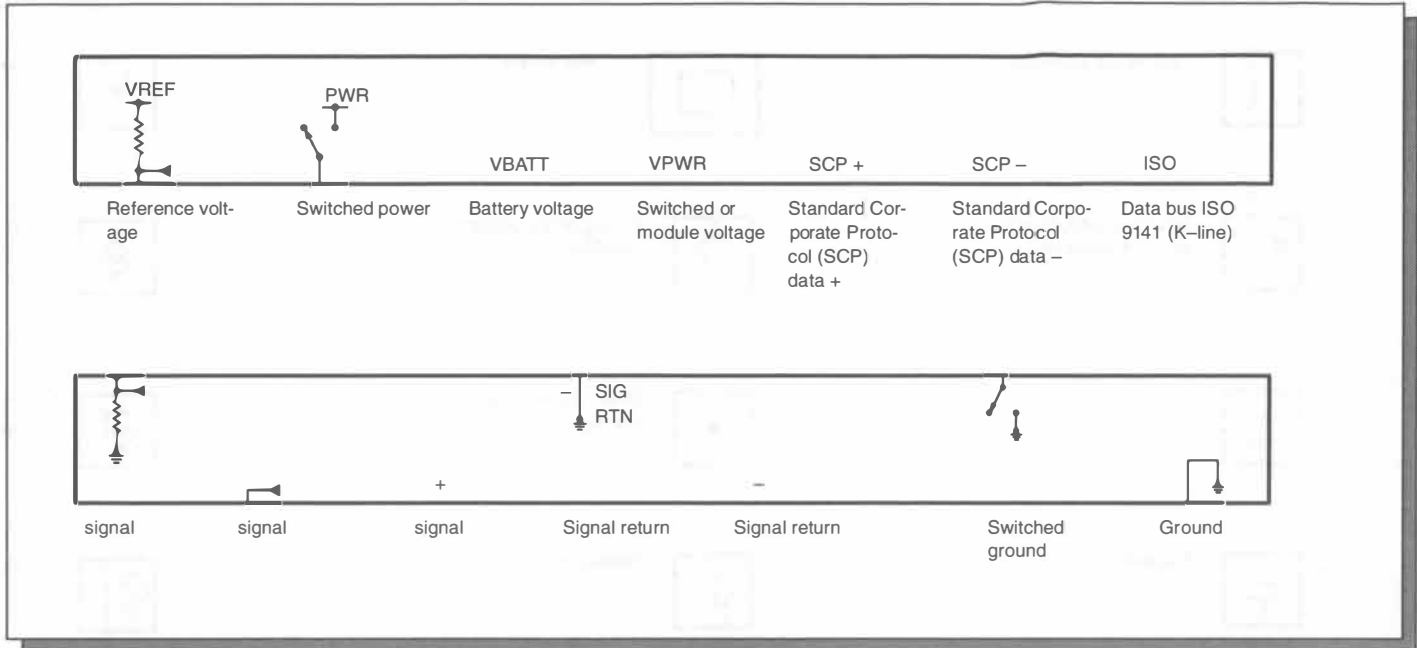 VREF
PWR
VBATT
VPWR
SCP +
SCP –
ISO
Reference volt-
age
Switched power
Battery voltage
Switched or
module voltage
Standard Cor-
porate Proto-
col (SCP)
data +
Standard Corpo-
rate Protocol
(SCP) data –
Data bus ISO
9141 (K–line)
– SIG
RTN
+
–
signal
signal
signal
Signal return
Signal return
Switched
ground
Ground